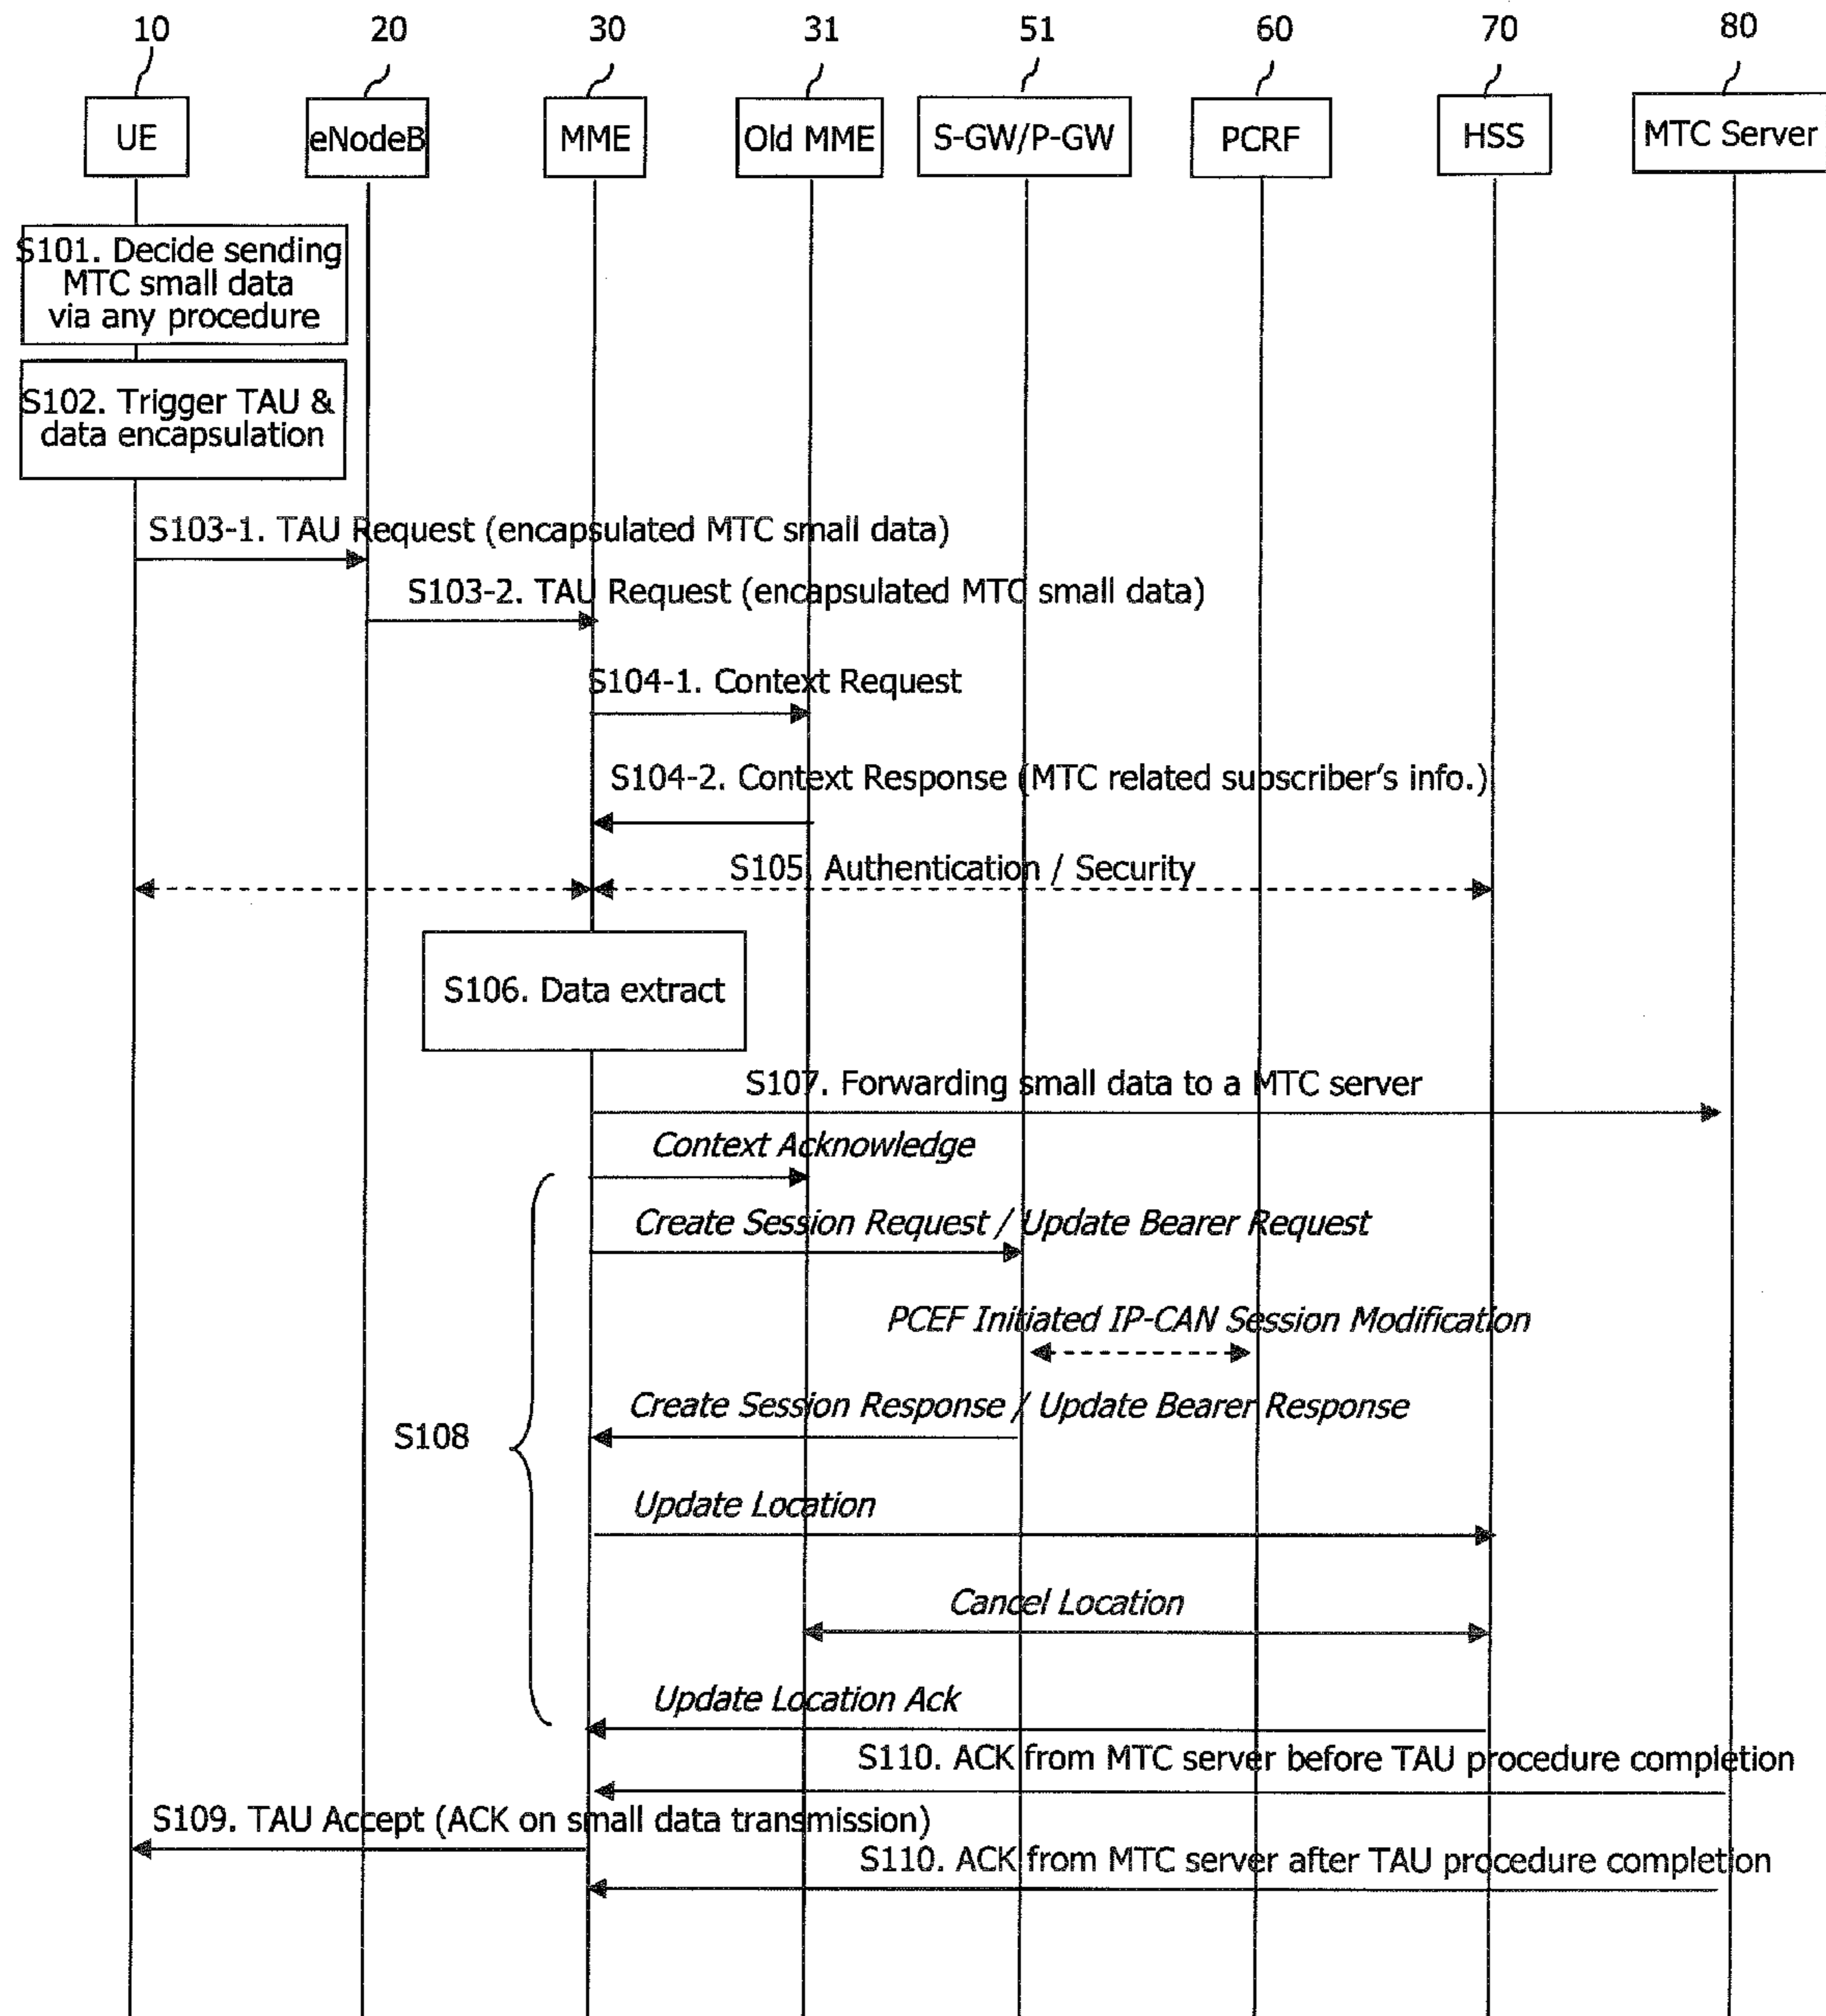 10 20 30 31 51 60 70 80
UE eNodeB MME Old MME S-GW/P-GW PCRF HSS MTC Server
S101. Decide sending
MTC small data
via any procedure
S102. Trigger TAU &
data encapsulation
S103-1. TAU Request (encapsulated MTC small data)
S103-2. TAU Request (encapsulated MTC small data)
S104-1. Context Request
S104-2. Context Response (MTC related subscriber's info.)
S105. Authentication / Security
S106. Data extract
S107. Forwarding small data to a MTC server
Context Acknowledge
Create Session Request / Update Bearer Request
PCEF Initiated IP-CAN Session Modification
Create Session Response / Update Bearer Response
S108
Update Location
Cancel Location
Update Location Ack
S110. ACK from MTC server before TAU procedure completion
S109. TAU Accept (ACK on small data transmission)
S110. ACK from MTC server after TAU procedure completion